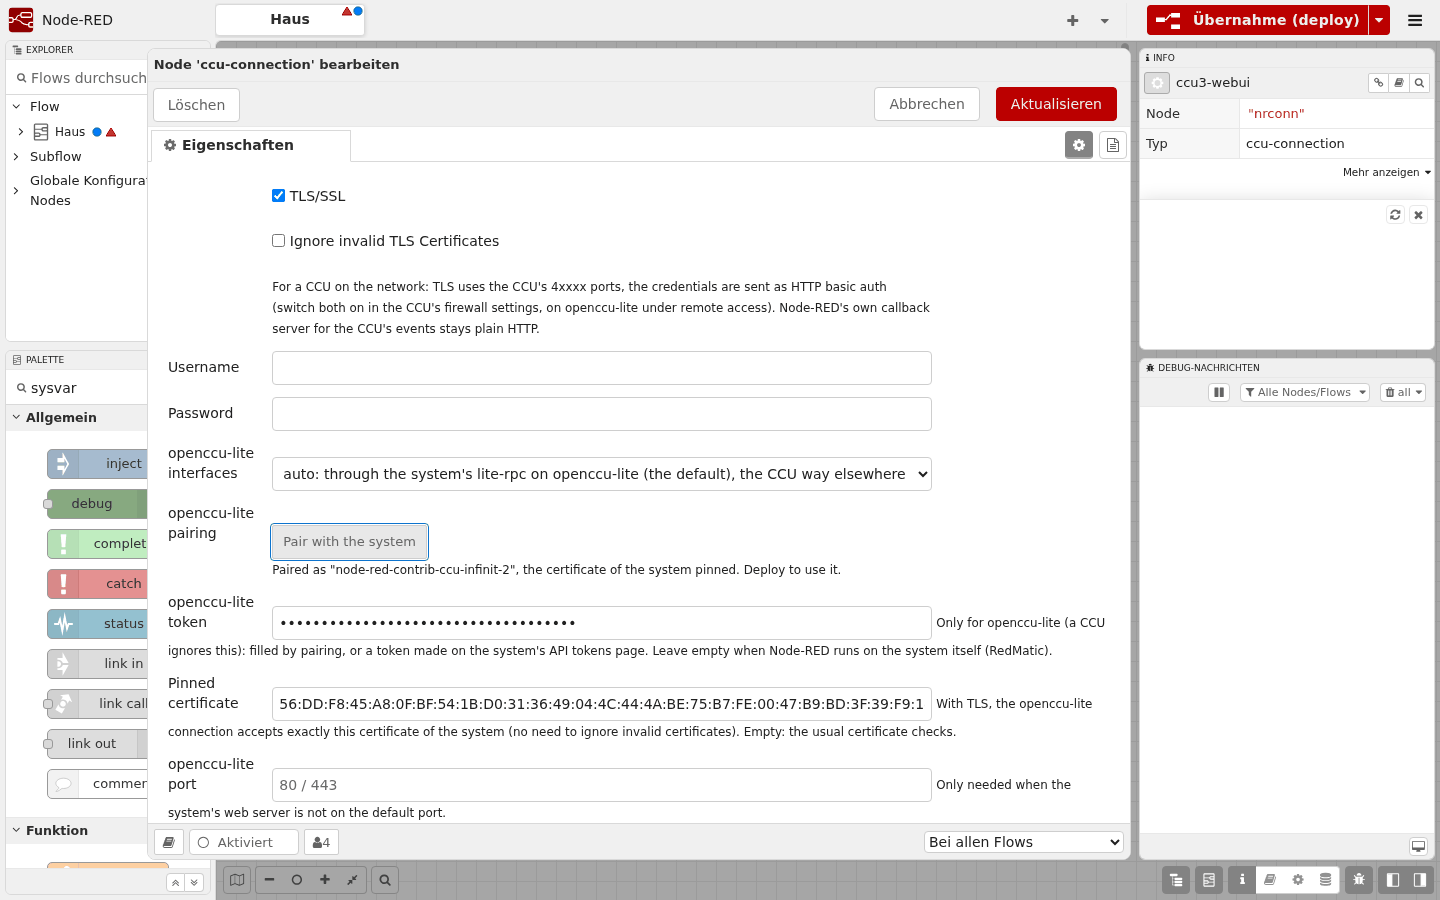 Node-RED
Haus
Übernahme (deploy)
EXPLORER
Flows durchsuch
Flow
Haus
Subflow
Globale Konfigurat
Nodes
PALETTE
sysvar
Allgemein
inject
debug
complet
catch
status
link in
link call
link out
commen
Funktion
Node 'ccu-connection' bearbeiten
Löschen
Abbrechen
Aktualisieren
Eigenschaften
TLS/SSL
Ignore invalid TLS Certificates
For a CCU on the network: TLS uses the CCU's 4xxxx ports, the credentials are sent as HTTP basic auth
(switch both on in the CCU's firewall settings, on openccu-lite under remote access). Node-RED's own callback
server for the CCU's events stays plain HTTP.
Username
Password
openccu-lite
interfaces
auto: through the system's lite-rpc on openccu-lite (the default), the CCU way elsewhere
openccu-lite
pairing
Pair with the system
Paired as "node-red-contrib-ccu-infinit-2", the certificate of the system pinned. Deploy to use it.
openccu-lite
token
Only for openccu-lite (a CCU
ignores this): filled by pairing, or a token made on the system's API tokens page. Leave empty when Node-RED runs on the system itself (RedMatic).
Pinned
certificate
56:DD:F8:45:A8:0F:BF:54:1B:D0:31:36:49:04:4C:44:4A:BE:75:B7:FE:00:47:B9:BD:3F:39:F9:1
With TLS, the openccu-lite
connection accepts exactly this certificate of the system (no need to ignore invalid certificates). Empty: the usual certificate checks.
openccu-lite
port
80 / 443
Only needed when the
system's web server is not on the default port.
Aktiviert
4
Bei allen Flows
INFO
ccu3-webui
Node
"nrconn"
Typ
ccu-connection
Mehr anzeigen
DEBUG-NACHRICHTEN
Alle Nodes/Flows
all